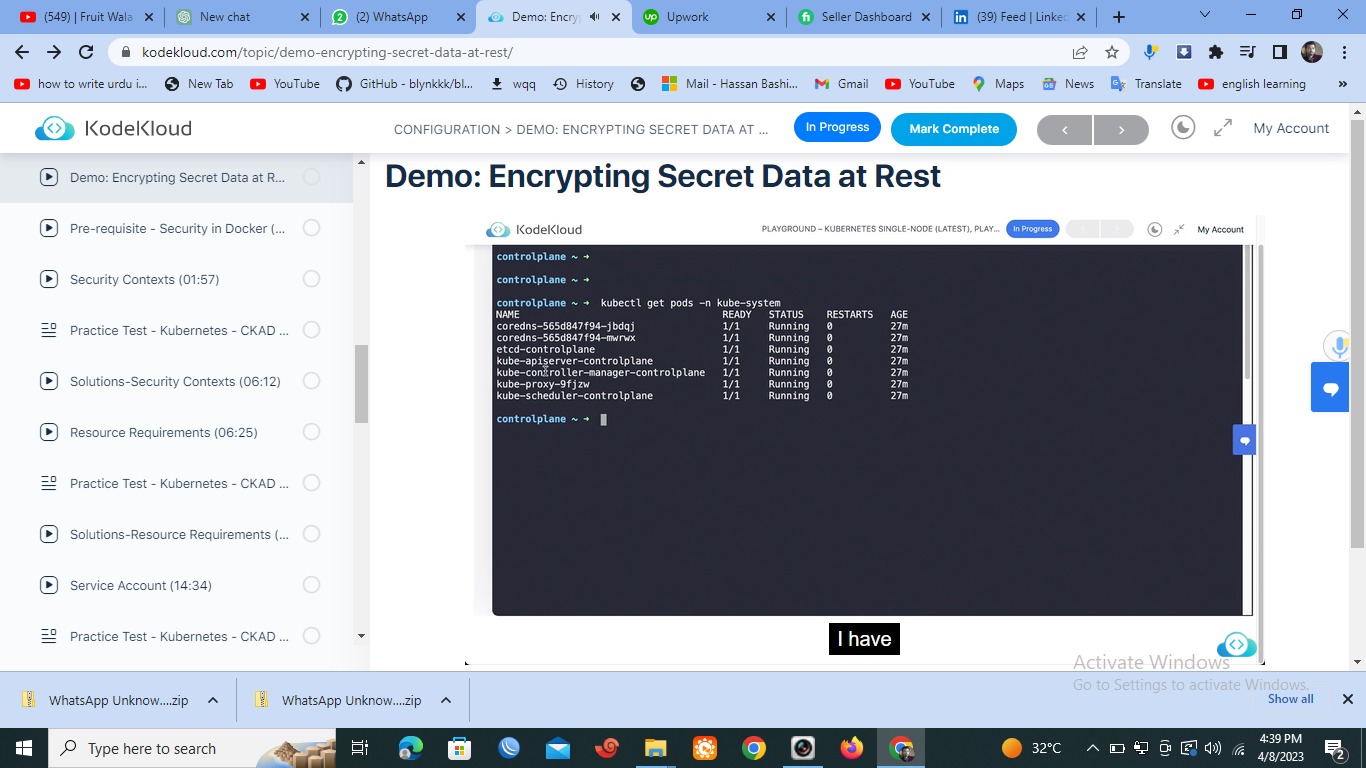 (549) | Fruit Wala
New chat
(2) WhatsApp
Demo: Encry
Upwork
Seller Dashboard
(39) Feed | Linke
kodekloud.com/topic/demo-encrypting-secret-data-at-rest/
how to write urdu i...
New Tab
YouTube
GitHub - blynkkk/bl...
wqq
History
Mail - Hassan Bashi...
Gmail
YouTube
Maps
News
Translate
english learning
KodeKloud
CONFIGURATION > DEMO: ENCRYPTING SECRET DATA AT ...
In Progress
Mark Complete
My Account
Demo: Encrypting Secret Data at R...
Pre-requisite - Security in Docker (...
Security Contexts (01:57)
Practice Test - Kubernetes - CKAD ...
Solutions-Security Contexts (06:12)
Resource Requirements (06:25)
Practice Test - Kubernetes - CKAD ...
Solutions-Resource Requirements (...
Service Account (14:34)
Practice Test - Kubernetes - CKAD ...
Demo: Encrypting Secret Data at Rest
KodeKloud
PLAYGROUND – KUBERNETES SINGLE-NODE (LATEST), PLAY...
In Progress
My Account
controlplane ~ ➜
controlplane ~ ➜
controlplane ~ ➜ kubectl get pods -n kube-system
NAME READY STATUS RESTARTS AGE
coredns-565d847f94-jbdqj 1/1 Running 0 27m
coredns-565d847f94-mwrwx 1/1 Running 0 27m
etcd-controlplane 1/1 Running 0 27m
kube-apiserver-controlplane 1/1 Running 0 27m
kube-controller-manager-controlplane 1/1 Running 0 27m
kube-proxy-9fjzw 1/1 Running 0 27m
kube-scheduler-controlplane 1/1 Running 0 27m
controlplane ~ ➜
I have
Activate Windows
Go to Settings to activate Windows.
WhatsApp Unknow....zip
WhatsApp Unknow....zip
Show all
Type here to search
32°C
4:39 PM
4/8/2023
2